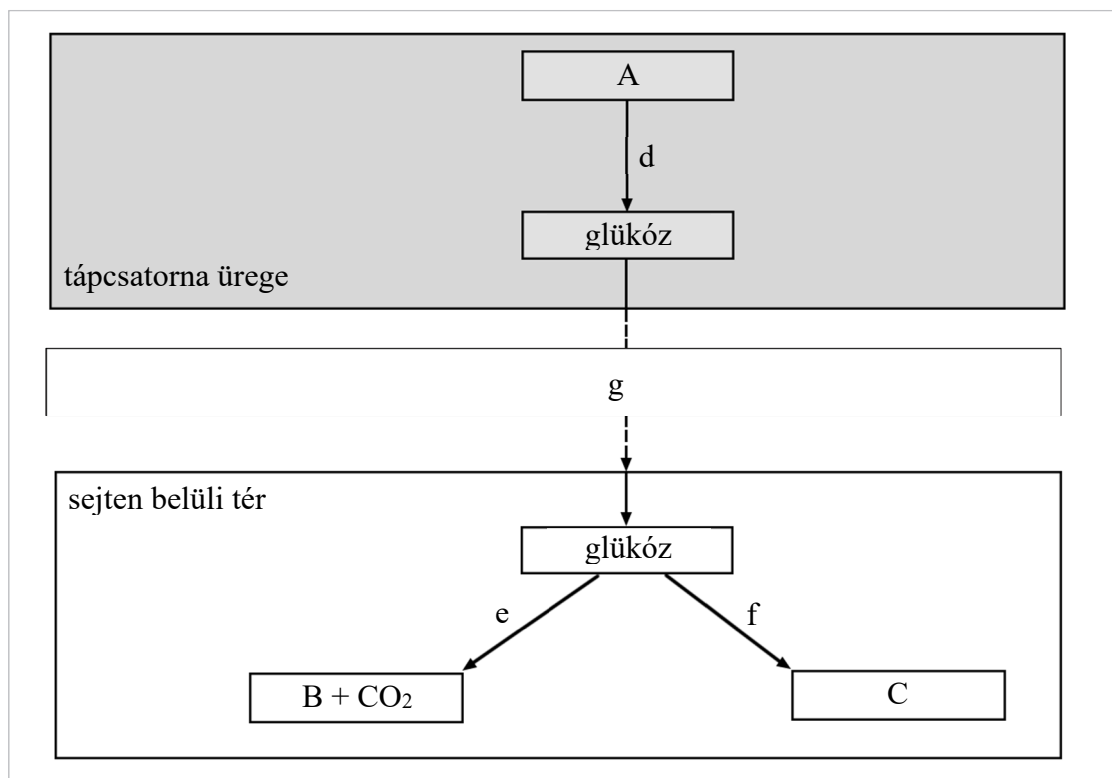 A
d
glükóz
tápcsatorna ürege
g
sejten belüli tér
glükóz
e
f
B + CO₂
C